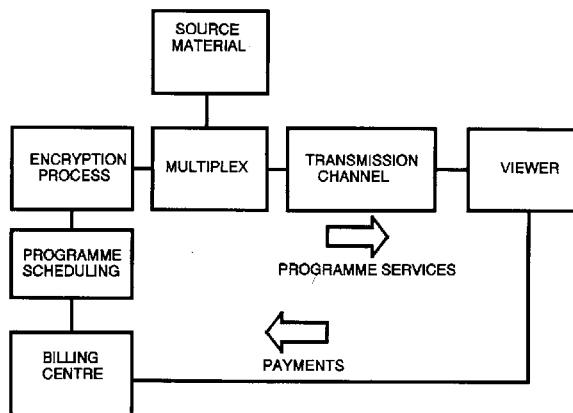 SOURCE
MATERIAL
ENCRYPTION
PROCESS
MULTIPLEX
TRANSMISSION
CHANNEL
VIEWER
PROGRAMME
SCHEDULING
PROGRAMME SERVICES
BILLING
CENTRE
PAYMENTS